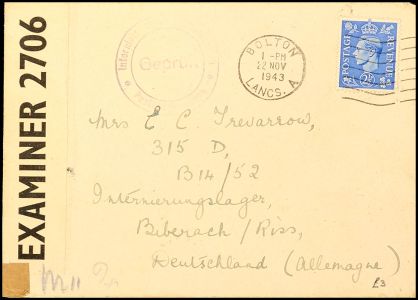 EXAMINER 2706
Geprüft
BOLTON
1 - PM
22 NOV
1943
LANCS. X
POSTAGE
REVENUE
2½D
Mrs E C. Trevarrow,
315 D,
B14/52
Internierungslager,
Biberach/Riss,
Deutschland (Allemagne)
£3